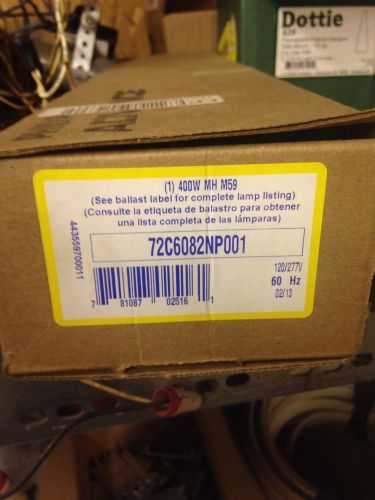 Dottie
(1) 400W MH M59
(See ballast label for complete lamp listing)
(Consulte la etiqueta de balastro para obtener
una lista completa de las lámparas)
72C6082NP001
443559700011
120/277V
60 Hz
02/13
7 81087 02516 1